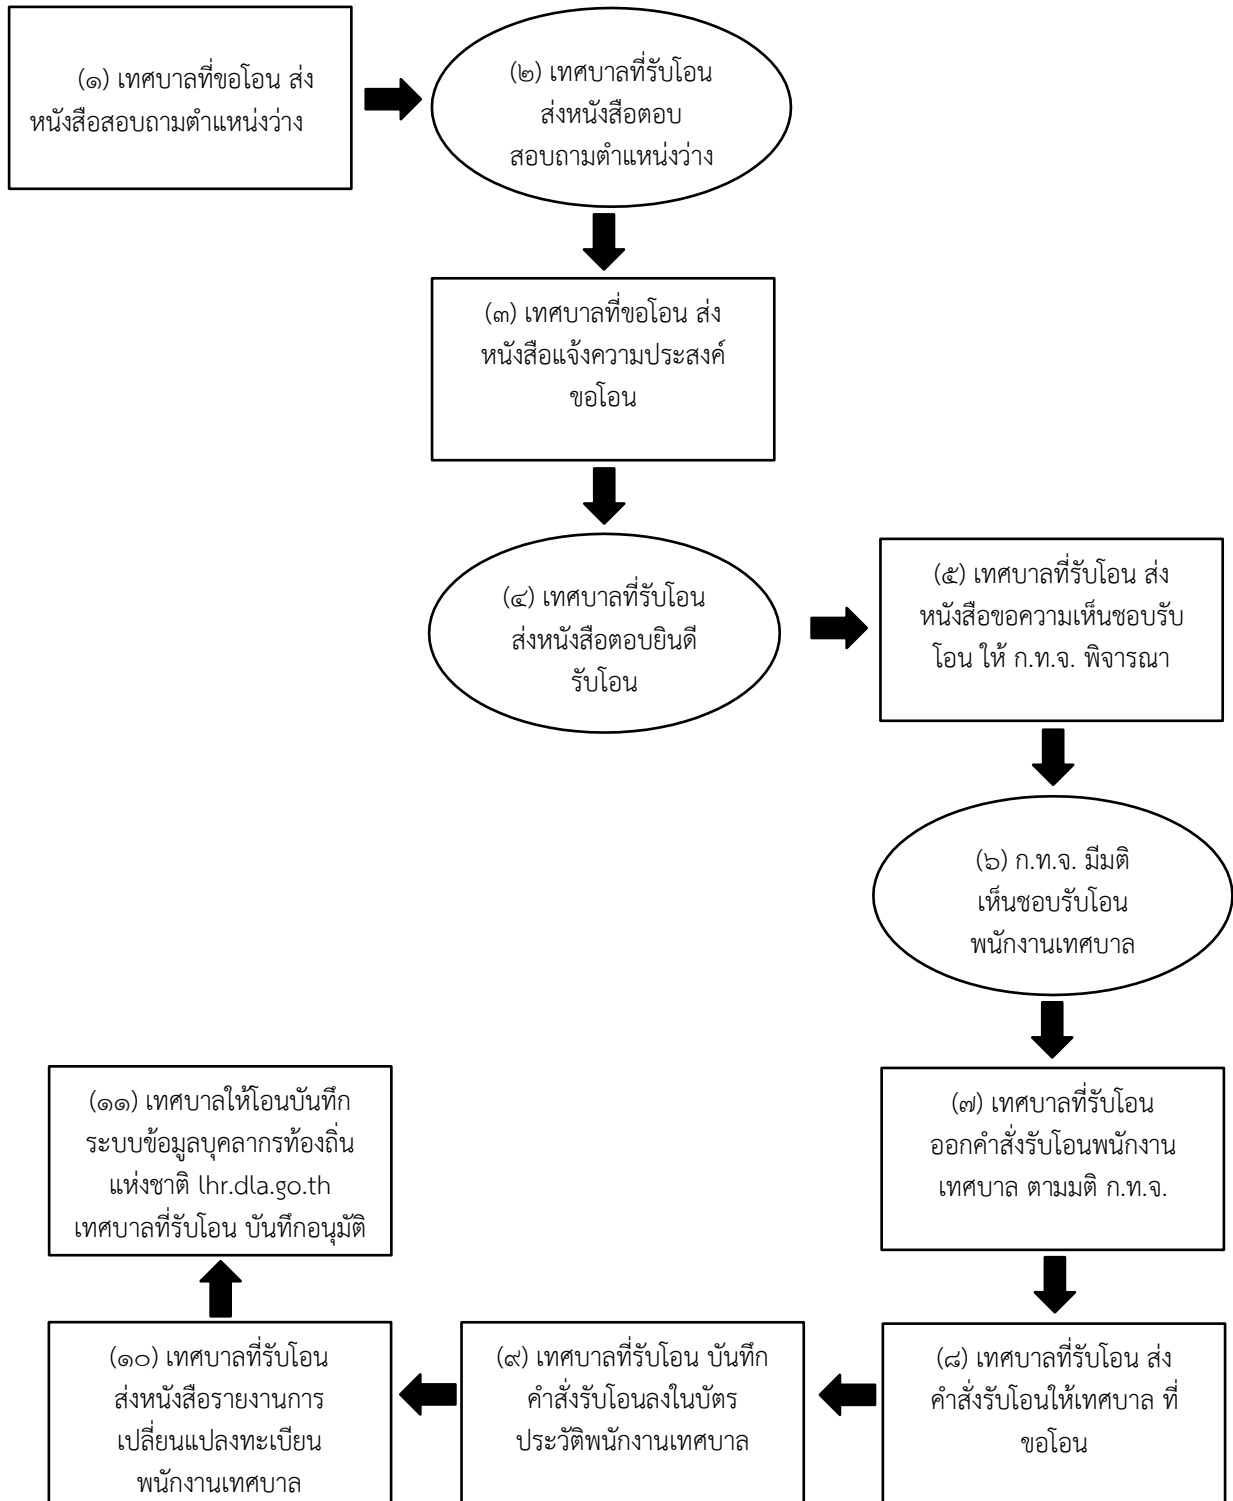 (๑) เทศบาลที่ขอโอน ส่ง
หนังสือสอบถามตำแหน่งว่าง
(๒) เทศบาลที่รับโอน
ส่งหนังสือตอบ
สอบถามตำแหน่งว่าง
(๓) เทศบาลที่ขอโอน ส่ง
หนังสือแจ้งความประสงค์
ขอโอน
(๔) เทศบาลที่รับโอน
ส่งหนังสือตอบยินดี
รับโอน
(๕) เทศบาลที่รับโอน ส่ง
หนังสือขอความเห็นชอบรับ
โอน ให้ ก.ท.จ. พิจารณา
(๖) ก.ท.จ. มีมติ
เห็นชอบรับโอน
พนักงานเทศบาล
(๗) เทศบาลที่รับโอน
ออกคำสั่งรับโอนพนักงาน
เทศบาล ตามมติ ก.ท.จ.
(๘) เทศบาลที่รับโอน ส่ง
คำสั่งรับโอนให้เทศบาล ที่
ขอโอน
(๙) เทศบาลที่รับโอน บันทึก
คำสั่งรับโอนลงในบัตร
ประวัติพนักงานเทศบาล
(๑๐) เทศบาลที่รับโอน
ส่งหนังสือรายงานการ
เปลี่ยนแปลงทะเบียน
พนักงานเทศบาล
(๑๑) เทศบาลให้โอนบันทึก
ระบบข้อมูลบุคลากรท้องถิ่น
แห่งชาติ lhr.dla.go.th
เทศบาลที่รับโอน บันทึกอนุมัติ